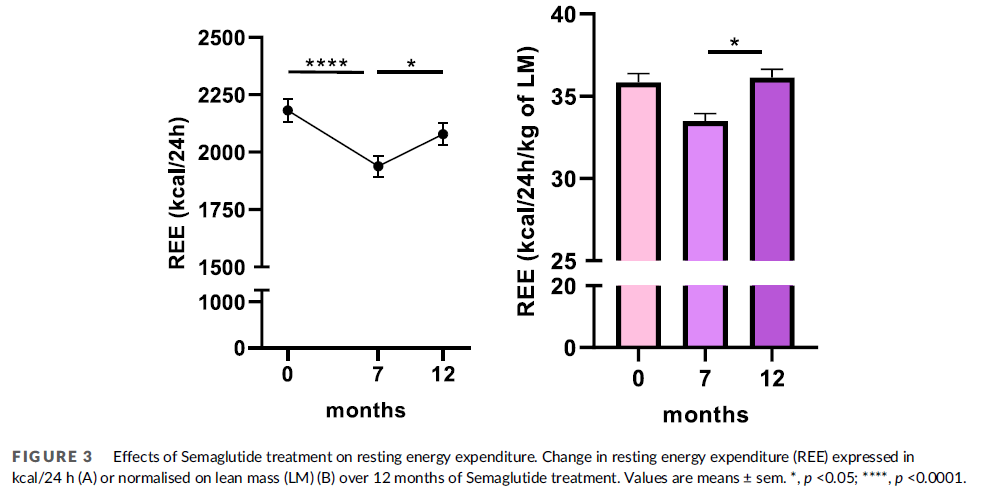 2500
2250
2000
1750
1500
1000
0
REE (kcal/24h)
****
*
0 7 12
months
40
35
30
25
20
0
REE (kcal/24h/kg of LM)
*
0 7 12
months
FIGURE 3 Effects of Semaglutide treatment on resting energy expenditure. Change in resting energy expenditure (REE) expressed in
kcal/24 h (A) or normalised on lean mass (LM) (B) over 12 months of Semaglutide treatment. Values are means ± sem. *, p <0.05; ****, p <0.0001.